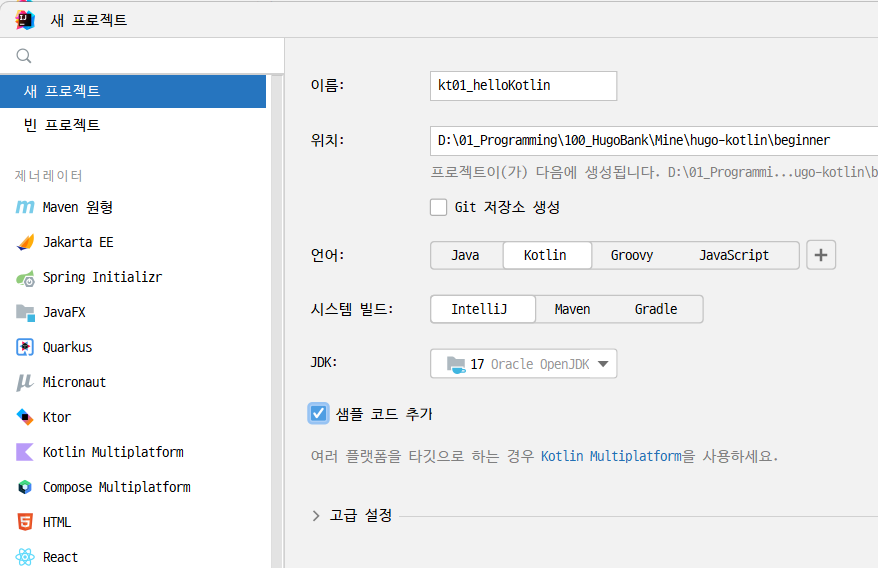 새 프로젝트
새 프로젝트
빈 프로젝트
제너레이터
Maven 원형
Jakarta EE
Spring Initializr
JavaFX
Quarkus
Micronaut
Ktor
Kotlin Multiplatform
Compose Multiplatform
HTML
React
이름: kt01_helloKotlin
위치: D:\01_Programming\100_HugoBank\Mine\hugo-kotlin\beginner
프로젝트이(가) 다음에 생성됩니다. D:\01_Programmi...ugo-kotlin\b
Git 저장소 생성
언어: Java Kotlin Groovy JavaScript
시스템 빌드: IntelliJ Maven Gradle
JDK: 17 Oracle OpenJDK
샘플 코드 추가
여러 플랫폼을 타깃으로 하는 경우 Kotlin Multiplatform을 사용하세요.
고급 설정